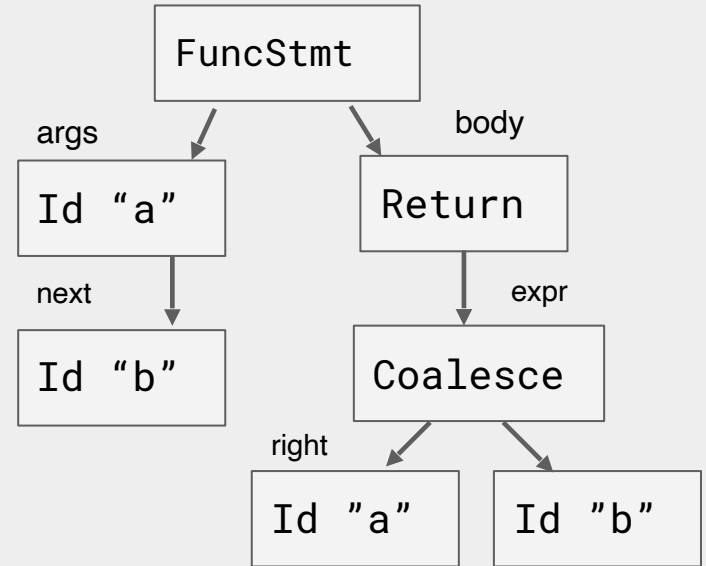 FuncStmt
args
body
Id “a”
Return
next
expr
Id “b”
Coalesce
right
Id ”a”
Id ”b”